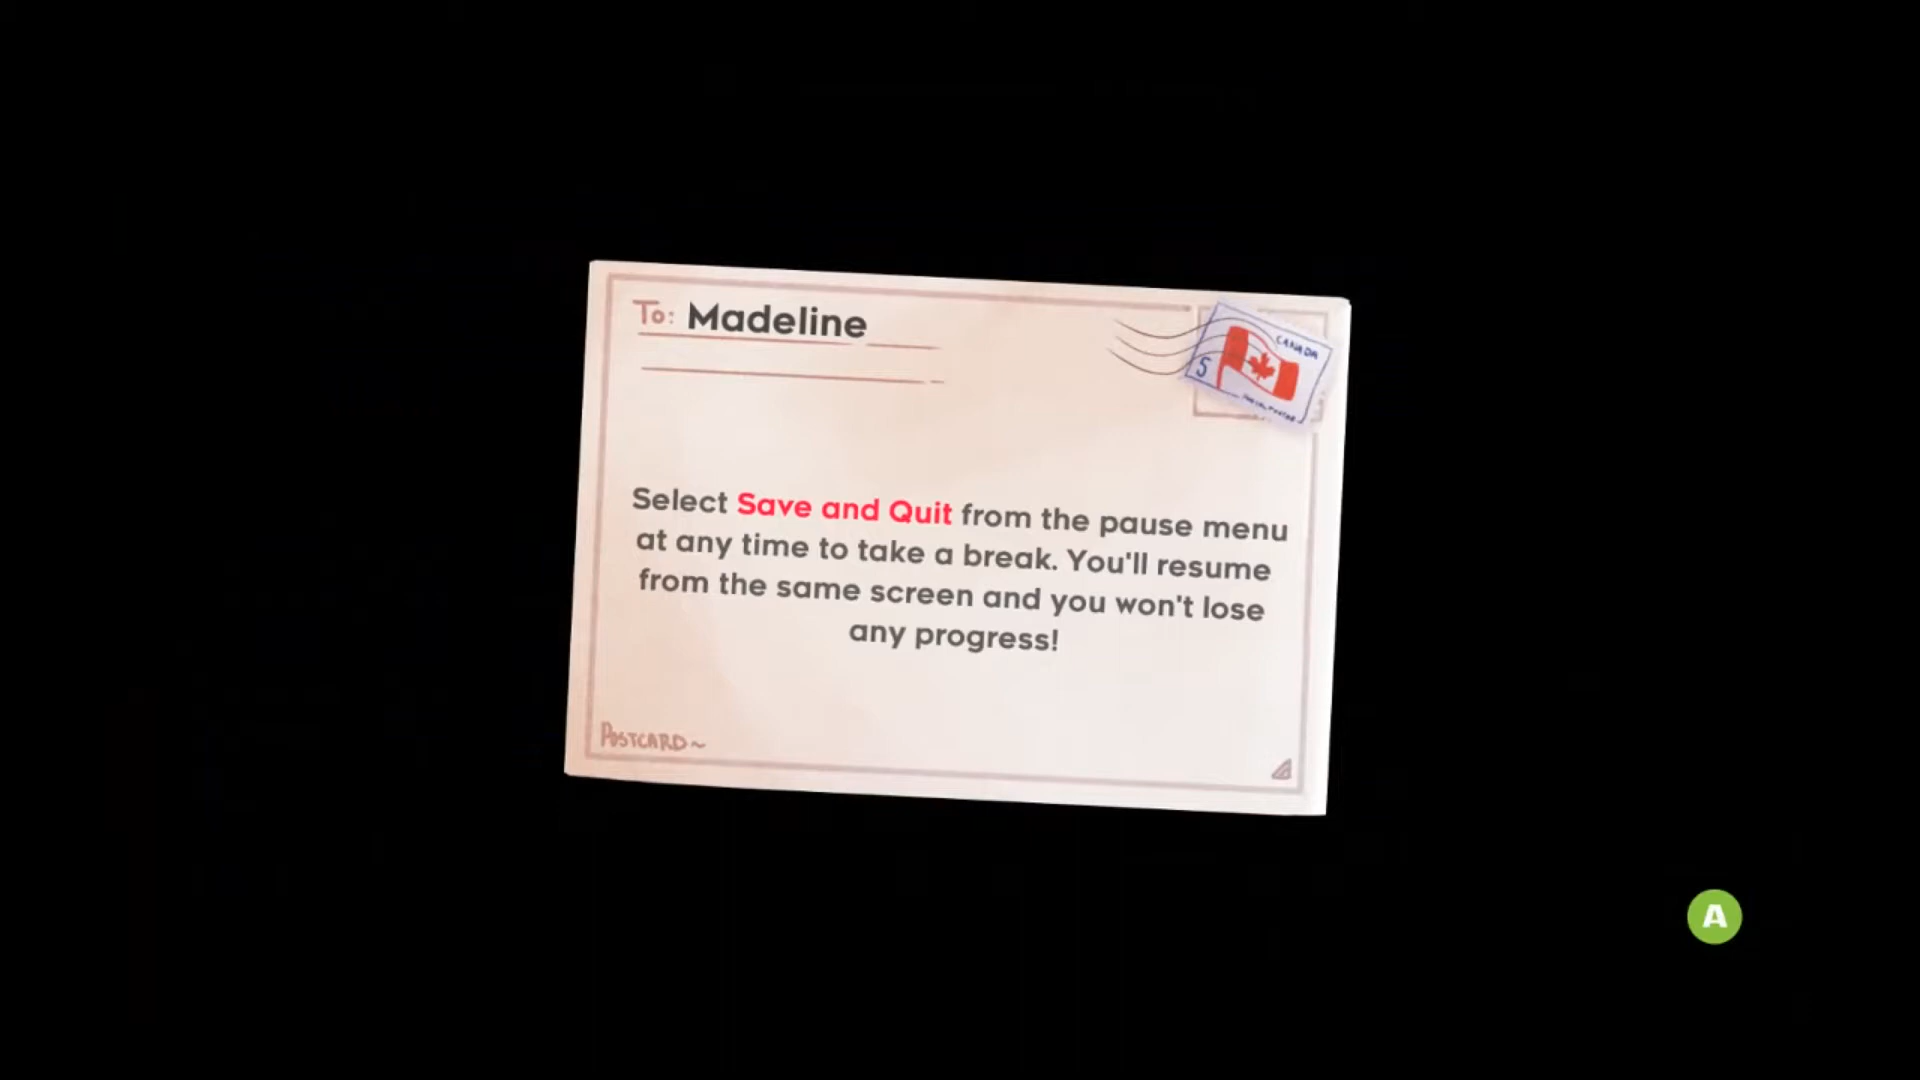 To: Madeline
CANADA
5
Select Save and Quit from the pause menu
at any time to take a break. You'll resume
from the same screen and you won't lose
any progress!
POSTCARD~
A